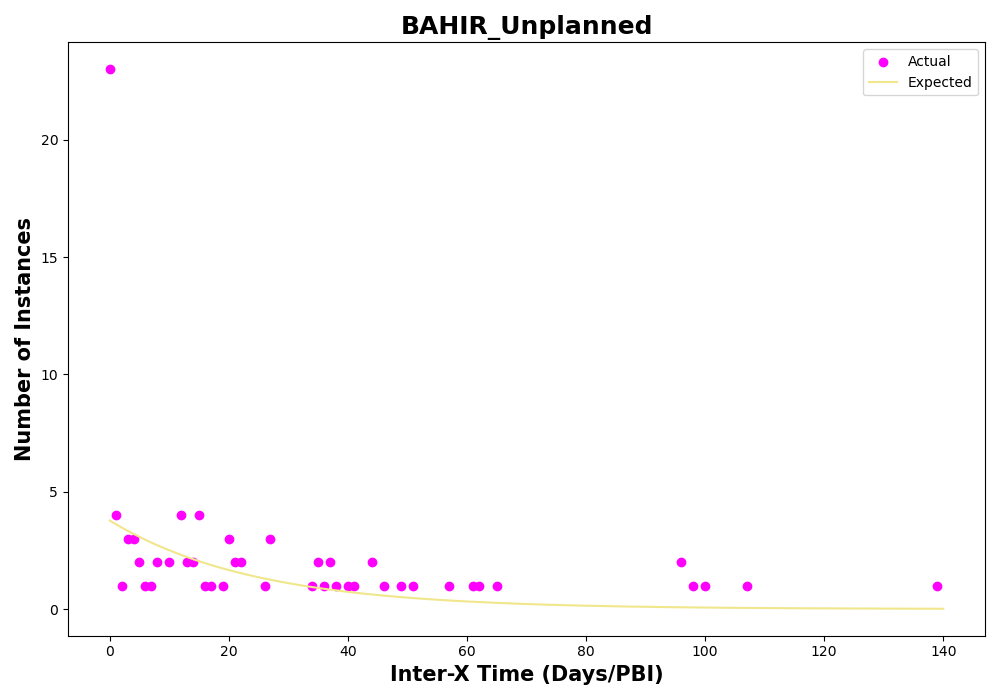 BAHIR_Unplanned
Actual
Expected
Number of Instances
20
15
10
5
0
0 20 40 60 80 100 120 140
Inter-X Time (Days/PBI)